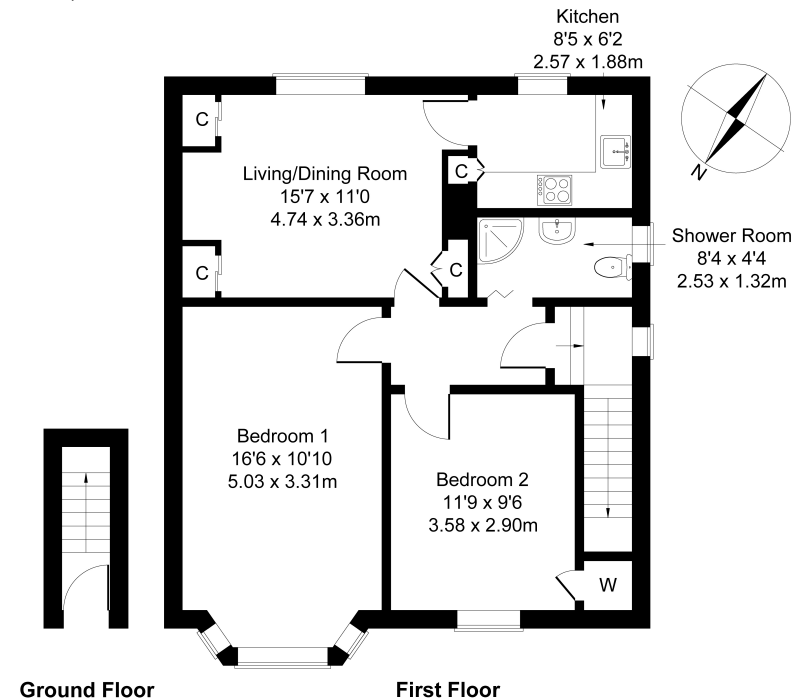 Kitchen
8'5 x 6'2
2.57 x 1.88m
C
Living/Dining Room
15'7 x 11'0
4.74 x 3.36m
C
N
Shower Room
8'4 x 4'4
2.53 x 1.32m
C
C
Bedroom 1
16'6 x 10'10
5.03 x 3.31m
Bedroom 2
11'9 x 9'6
3.58 x 2.90m
W
Ground Floor
First Floor